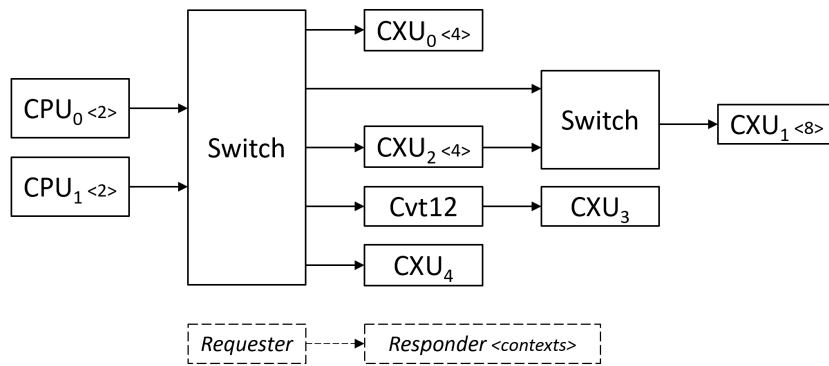 CXU0 <4>
CPU0 <2>
Switch
Switch
CXU1 <8>
CXU2 <4>
CPU1 <2>
Cvt12
CXU3
CXU4
Requester
Responder <contexts>